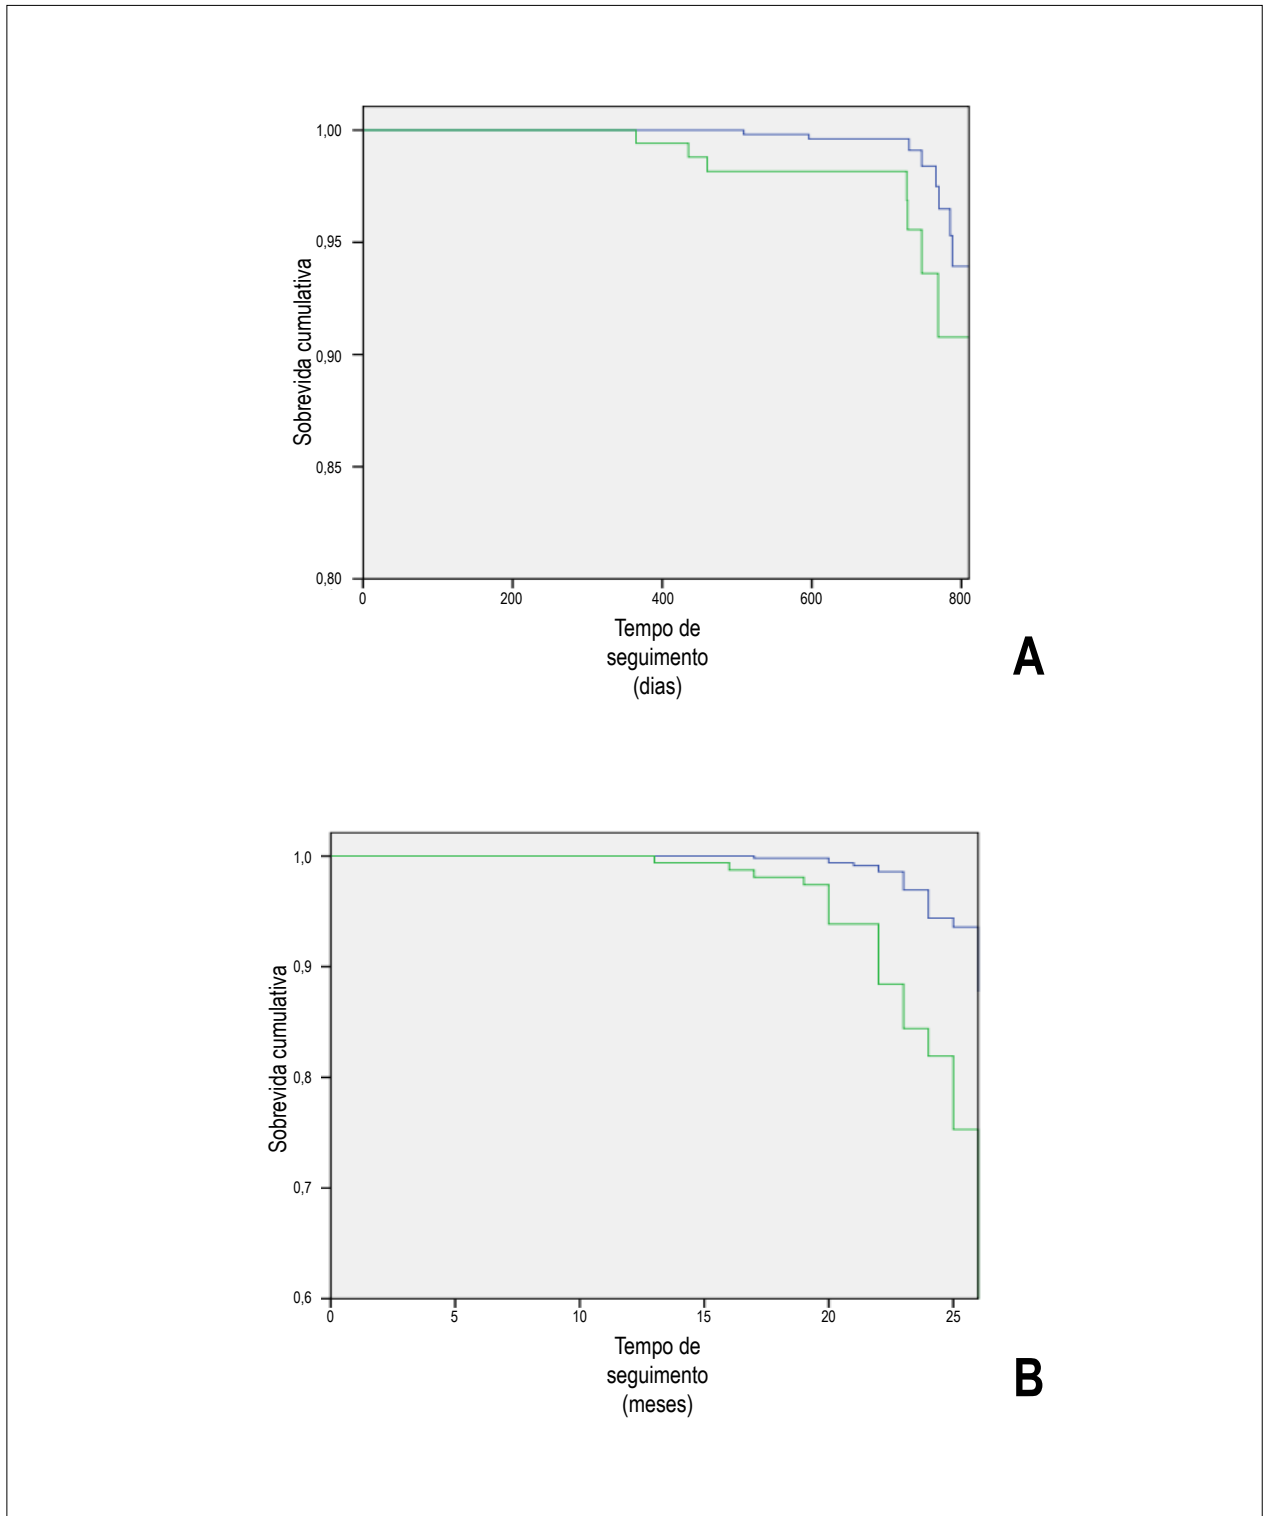 1,00
0,95
0,90
0,85
0,80
Sobrevida cumulativa
0 200 400 600 800
Tempo de
seguimento
(dias)
A
1,0
0,9
0,8
0,7
0,6
Sobrevida cumulativa
0 5 10 15 20 25
Tempo de
seguimento
(meses)
B